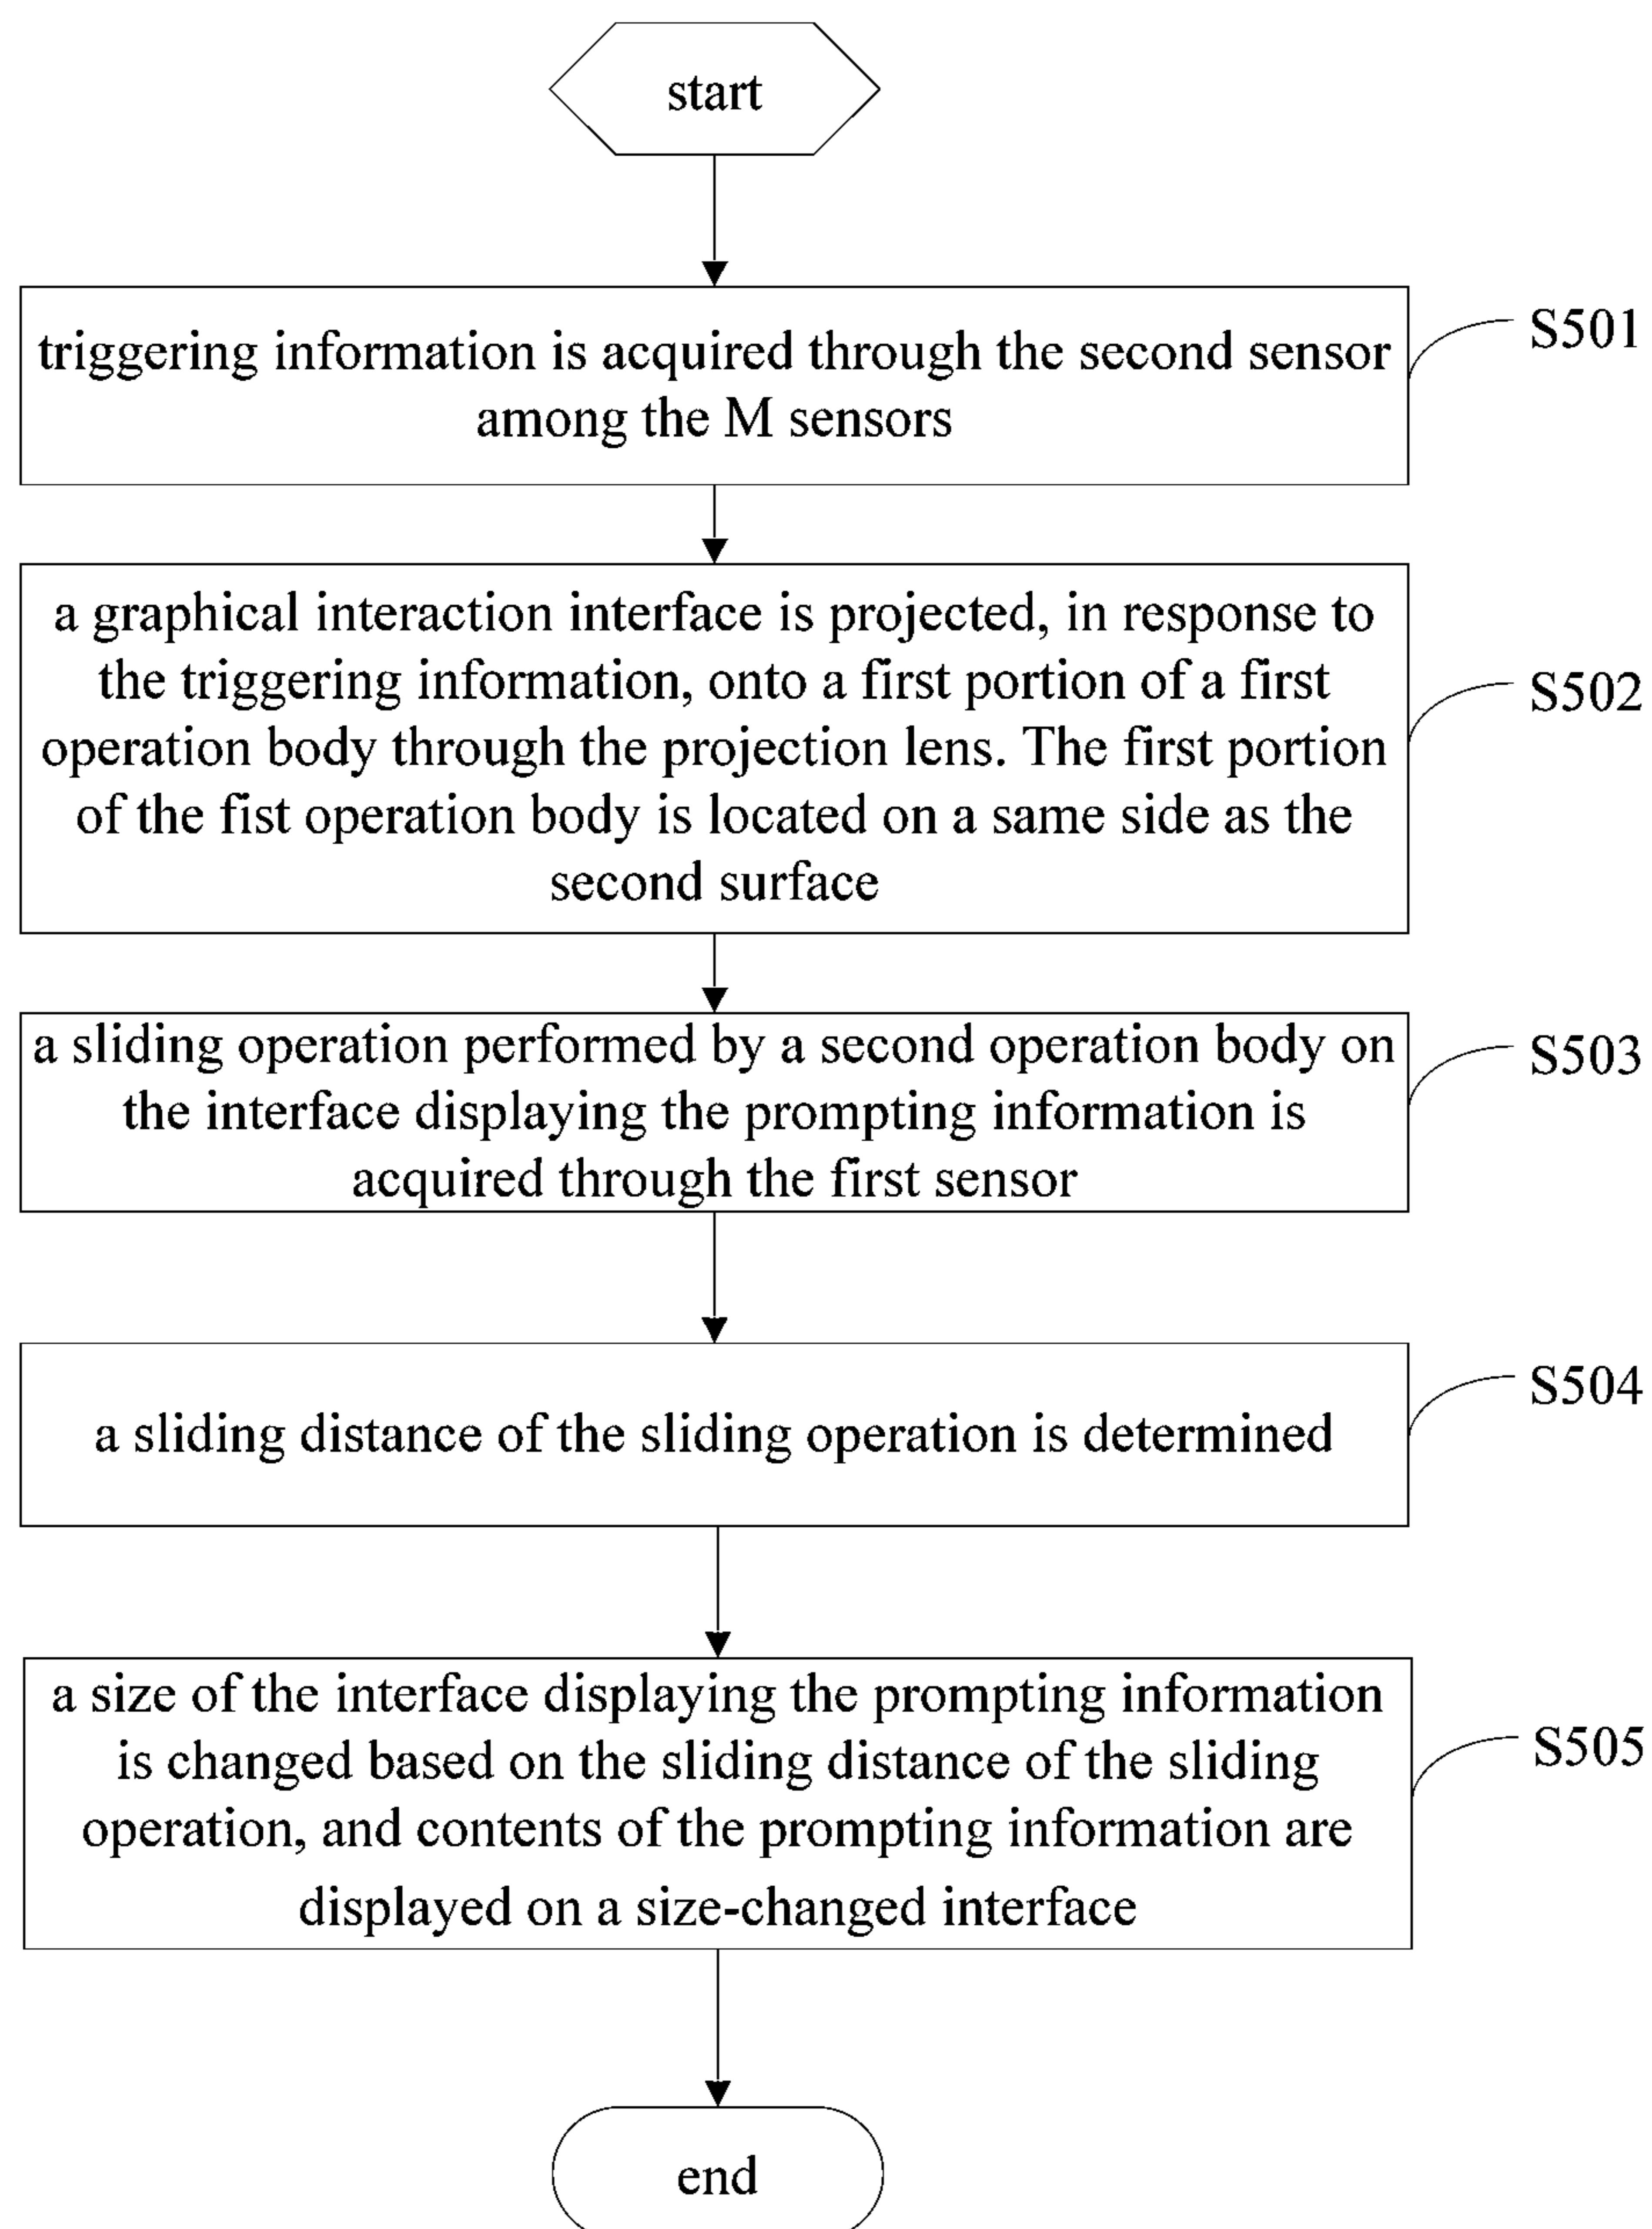 start
triggering information is acquired through the second sensor
among the M sensors
S501
a graphical interaction interface is projected, in response to
the triggering information, onto a first portion of a first
operation body through the projection lens. The first portion
of the fist operation body is located on a same side as the
second surface
S502
a sliding operation performed by a second operation body on
the interface displaying the prompting information is
acquired through the first sensor
S503
a sliding distance of the sliding operation is determined
S504
a size of the interface displaying the prompting information
is changed based on the sliding distance of the sliding
operation, and contents of the prompting information are
displayed on a size-changed interface
S505
end